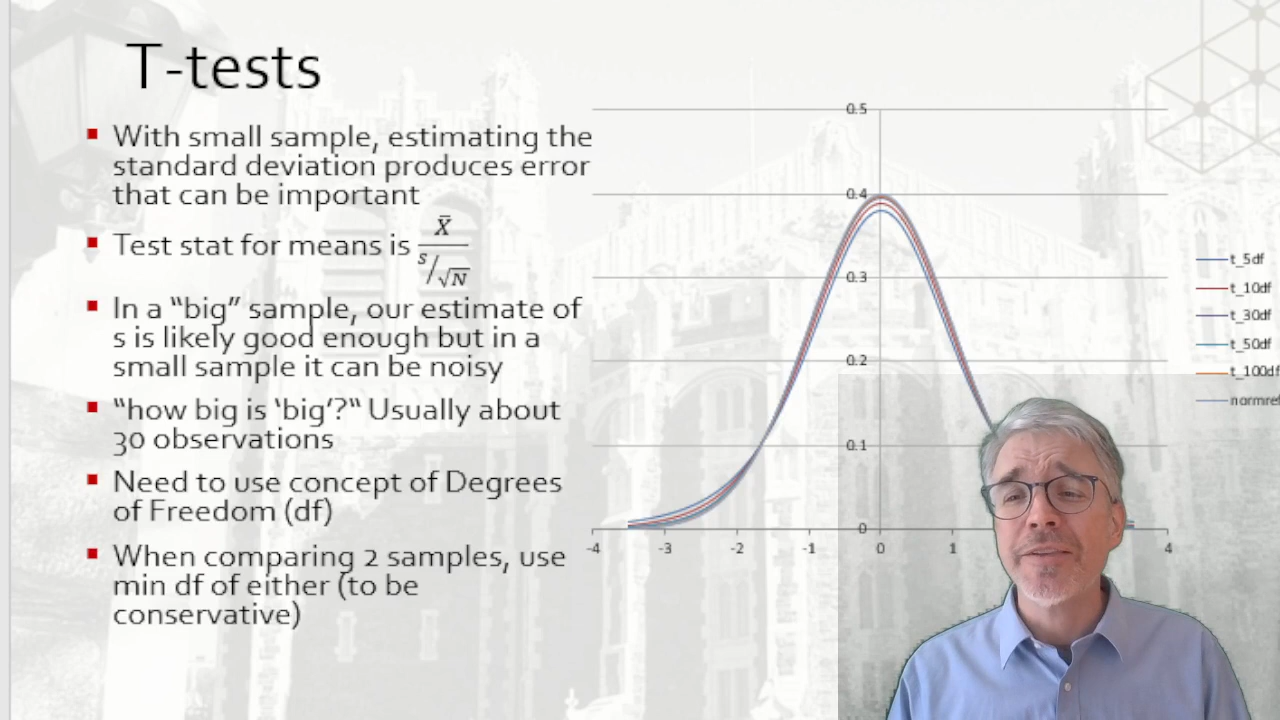 T-tests
With small sample, estimating the
standard deviation produces error
that can be important
Test stat for means is X̄ / s/√N
In a “big” sample, our estimate of
s is likely good enough but in a
small sample it can be noisy
“how big is ‘big’?“ Usually about
30 observations
Need to use concept of Degrees
of Freedom (df)
When comparing 2 samples, use
min df of either (to be
conservative)
0.5
0.4
0.3
0.2
0.1
0
-4 -3 -2 -1 0 1 4
t_5df
t_10df
t_30df
t_50df
t_100df
normref